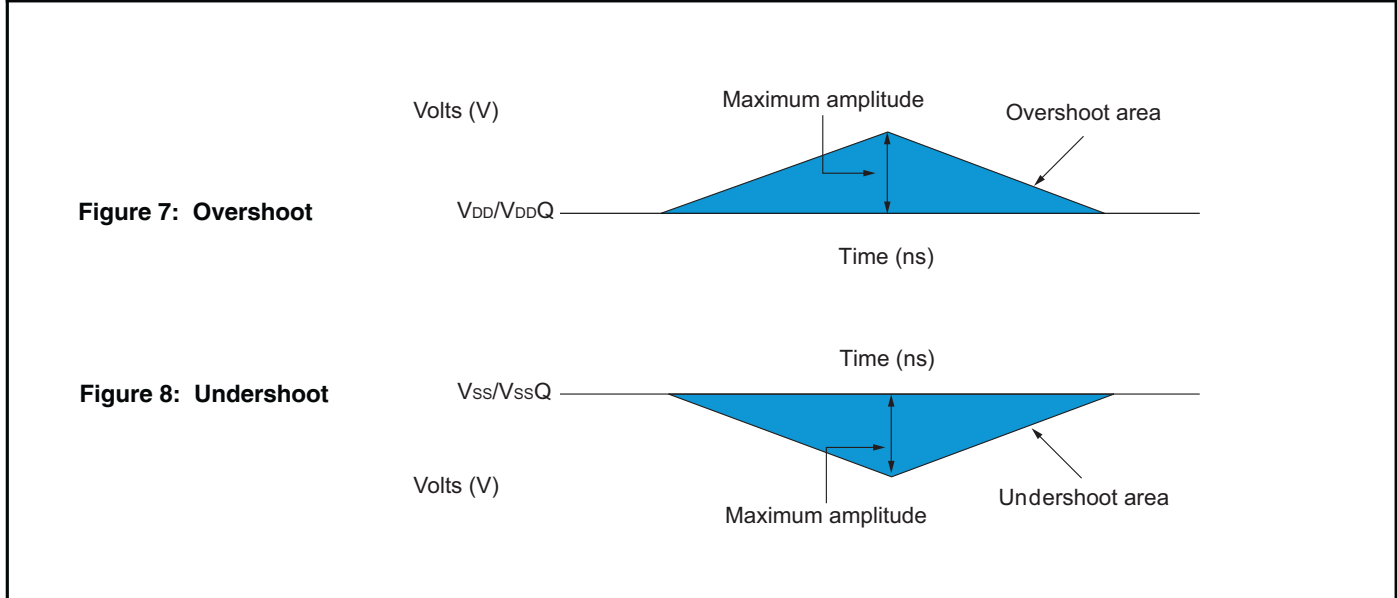 Volts (V)
Maximum amplitude
Overshoot area
Figure 7: Overshoot
VDD/VDDQ
Time (ns)
Time (ns)
Figure 8: Undershoot
VSS/VSSQ
Volts (V)
Undershoot area
Maximum amplitude